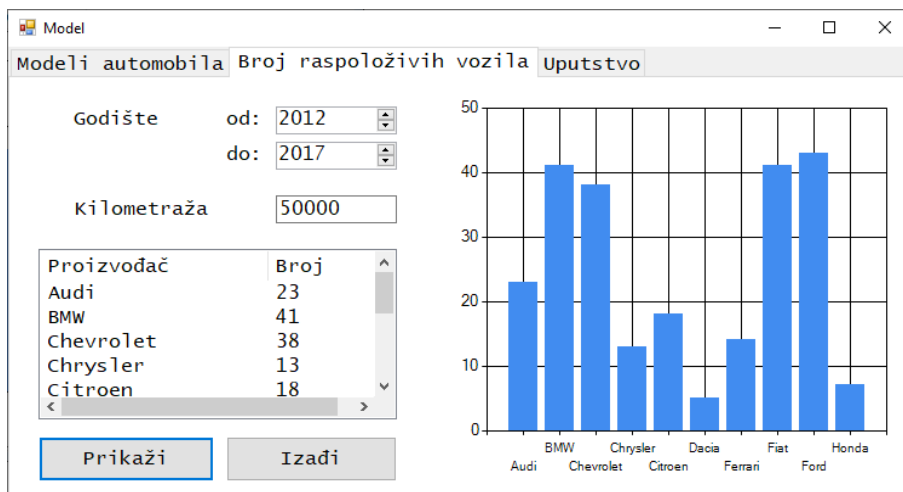 Model
Modeli automobila Broj raspoloživih vozila Uputstvo
Godište od: 2012
do: 2017
Kilometraža 50000
Proizvođač Broj
Audi 23
BMW 41
Chevrolet 38
Chrysler 13
Citroen 18
Prikaži Izađi
50
40
30
20
10
0
BMW Chrysler Dacia Fiat Honda
Audi Chevrolet Citroen Ferrari Ford